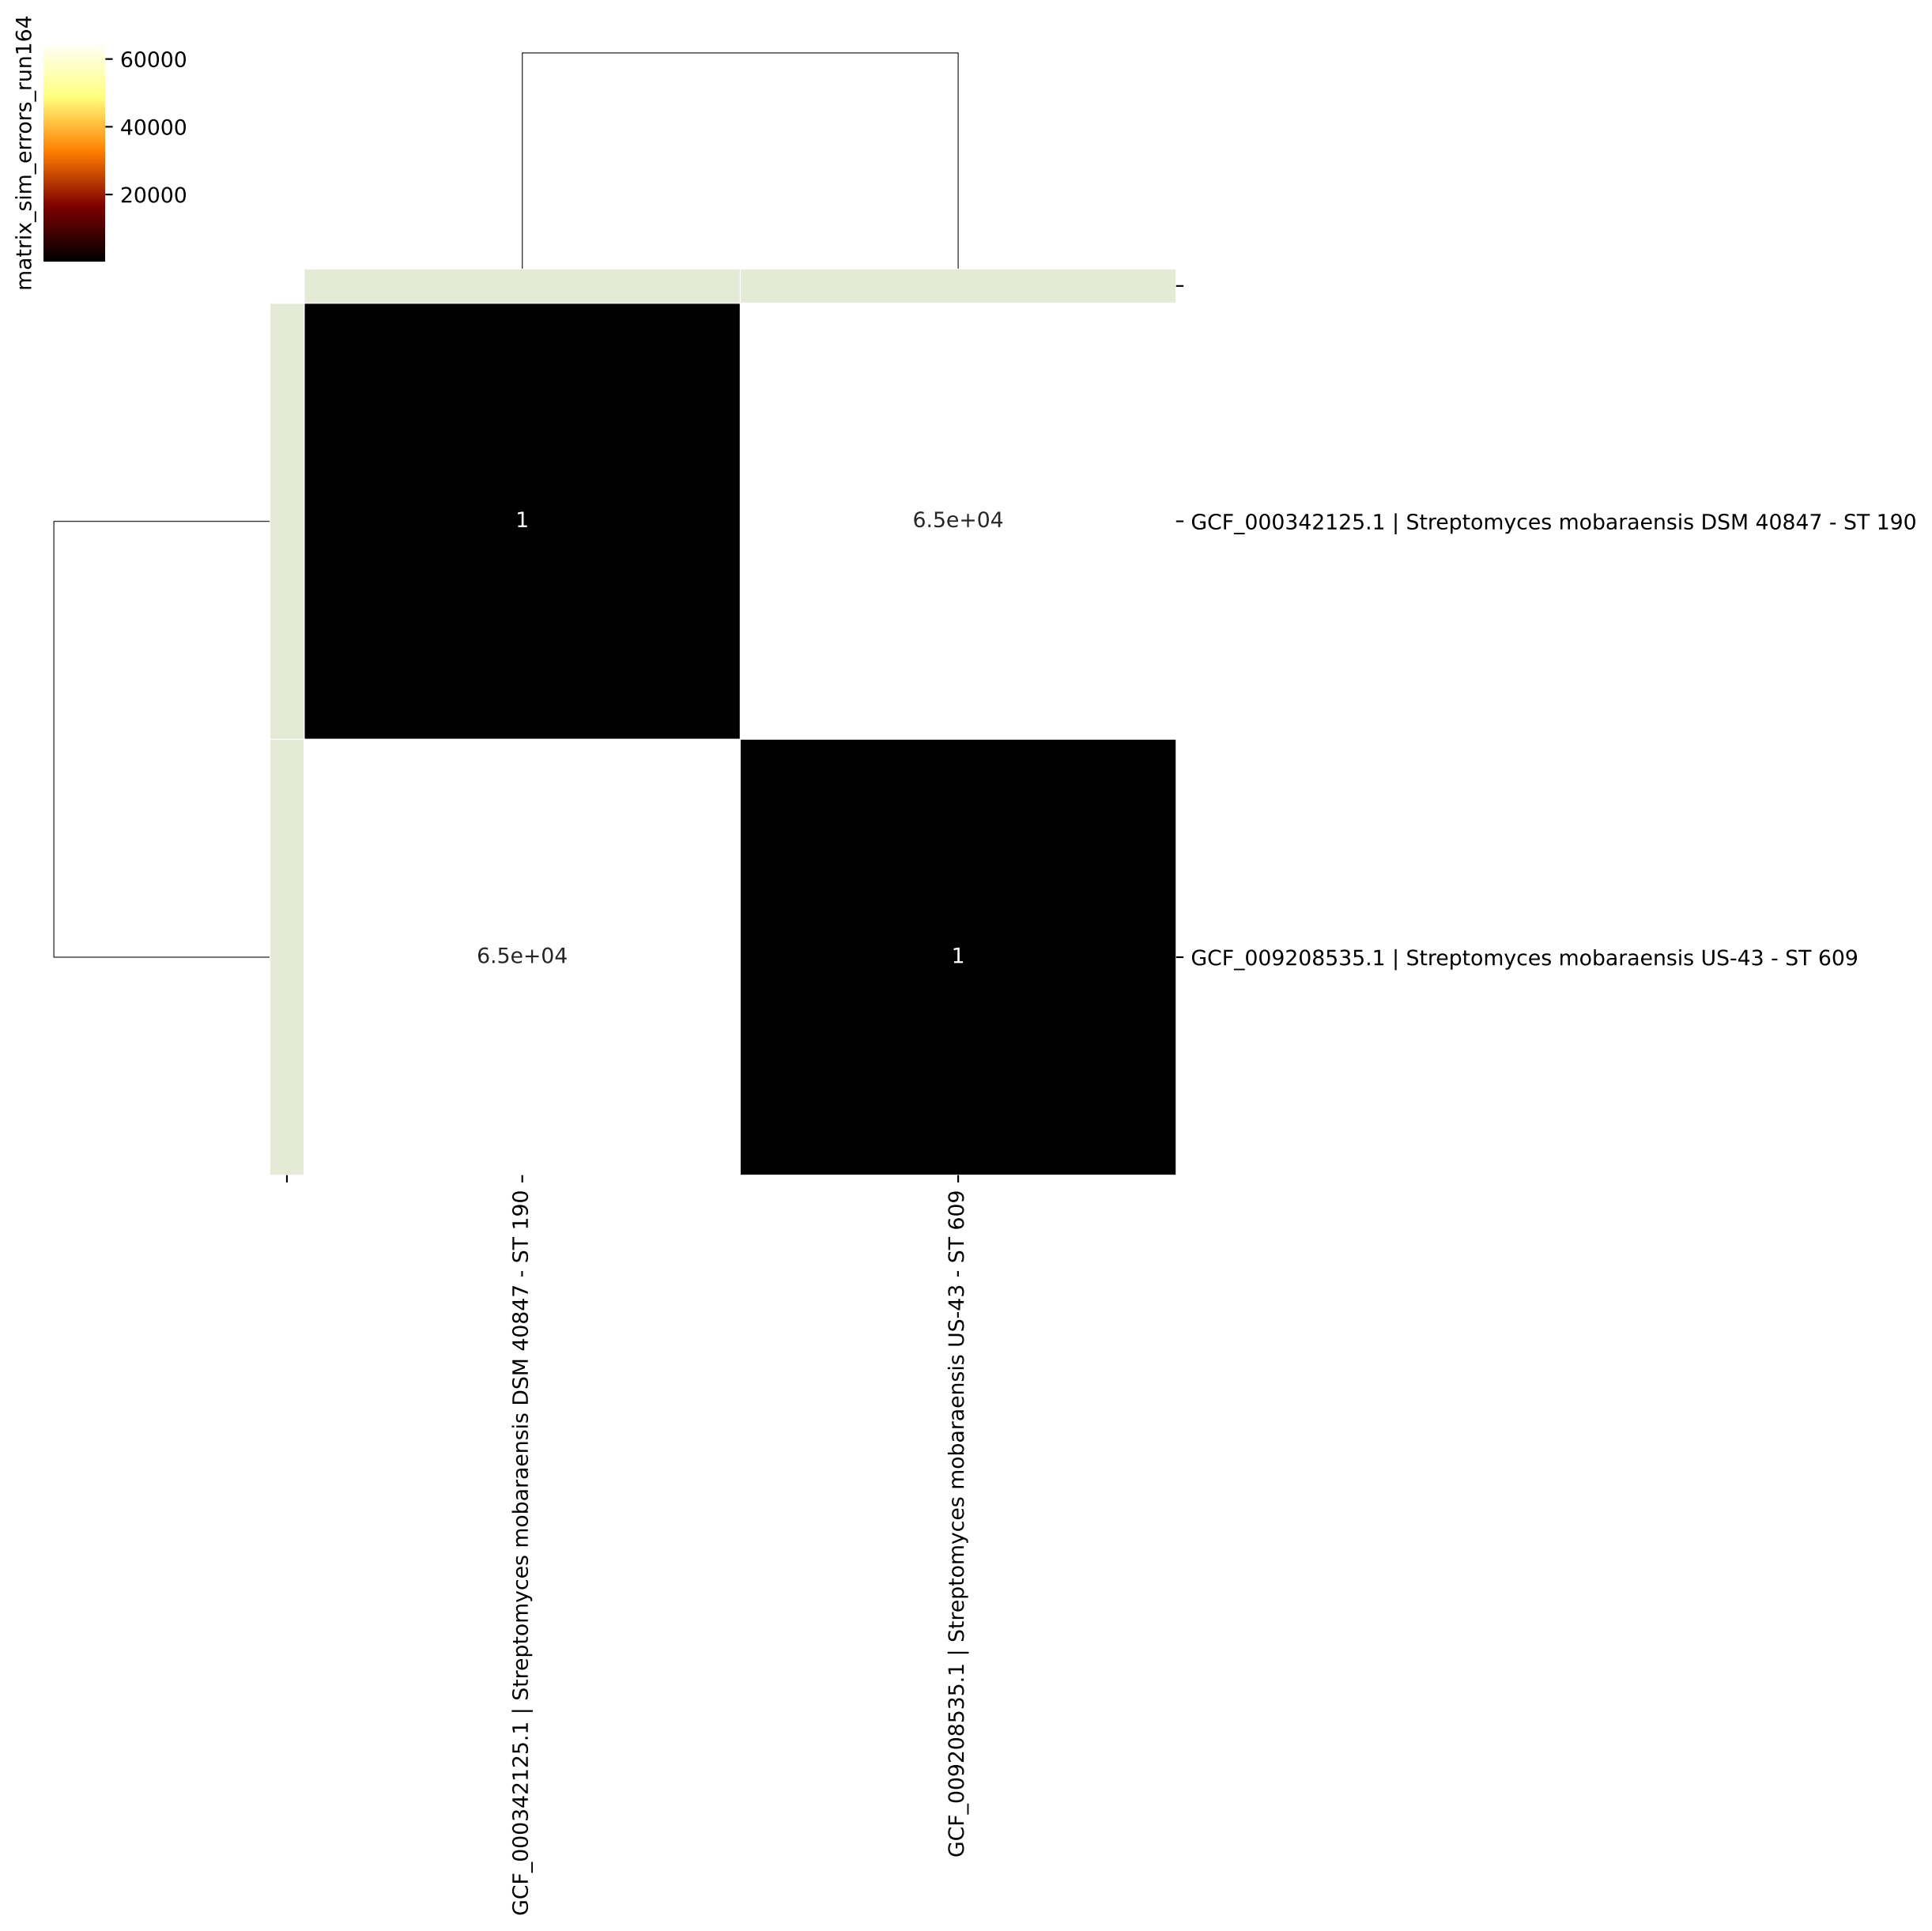 matrix_sim_errors_run164
60000
40000
20000
1
6.5e+04
GCF_000342125.1 | Streptomyces mobaraensis DSM 40847 - ST 190
6.5e+04
1
GCF_009208535.1 | Streptomyces mobaraensis US-43 - ST 609
GCF_000342125.1 | Streptomyces mobaraensis DSM 40847 - ST 190
GCF_009208535.1 | Streptomyces mobaraensis US-43 - ST 609